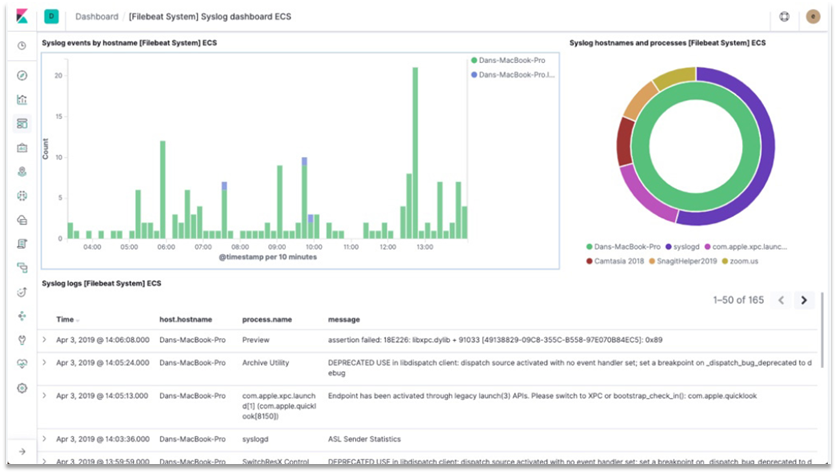 D Dashboard / [Filebeat System] Syslog dashboard ECS e
Syslog events by hostname [Filebeat System] ECS
Syslog hostnames and processes [Filebeat System] ECS
Dans-MacBook-Pro
Dans-MacBook-Pro.l...
20
15
10
5
0
Count
04:00 05:00 06:00 07:00 08:00 09:00 10:00 11:00 12:00 13:00
@timestamp per 10 minutes
Dans-MacBook-Pro syslogd com.apple.xpc.launc...
Camtasia 2018 SnagitHelper2019 zoom.us
Syslog logs [Filebeat System] ECS
1–50 of 165
Time host.hostname process.name message
Apr 3, 2019 @ 14:06:08.000 Dans-MacBook-Pro Preview assertion failed: 18E226: libxpc.dylib + 91033 [49138829-09C8-355C-B558-97E070B84EC5]: 0x89
Apr 3, 2019 @ 14:05:24.000 Dans-MacBook-Pro Archive Utility DEPRECATED USE in libdispatch client: dispatch source activated with no event handler set; set a breakpoint on _dispatch_bug_deprecated to d
ebug
Apr 3, 2019 @ 14:05:13.000 Dans-MacBook-Pro com.apple.xpc.launch Endpoint has been activated through legacy launch(3) APIs. Please switch to XPC or bootstrap_check_in(): com.apple.quicklook
d[1] (com.apple.quickl
ook[8150])
Apr 3, 2019 @ 14:03:36.000 Dans-MacBook-Pro syslogd ASL Sender Statistics
Apr 3, 2019 @ 13:59:59.000 Dans-MacBook-Pro SwitchResX Control DEPRECATED USE in libdispatch client: dispatch source activated with no event handler set; set a breakpoint on _dispatch_bug_deprecated to d